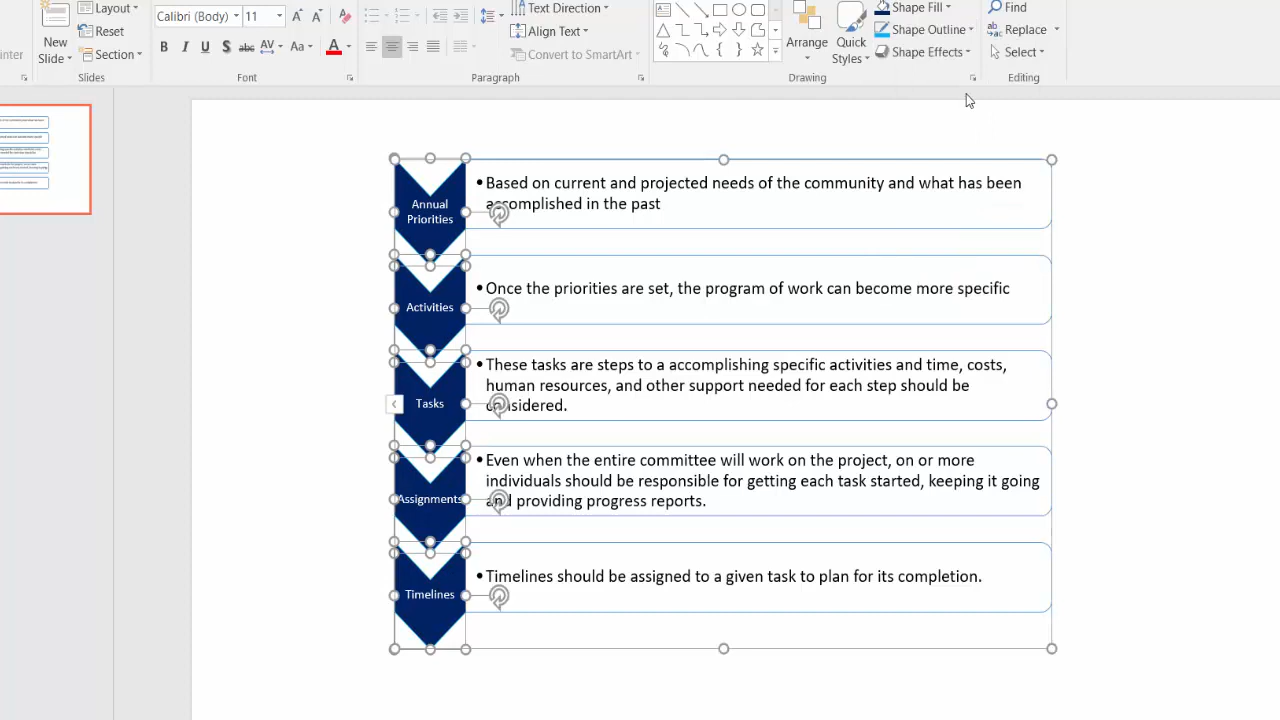 Layout
Reset
New
Slide
Section
inter
Slides
Calibri (Body)
11
A
A
B
I
U
S
abc
AV
Aa
A
Font
Text Direction
Align Text
Convert to SmartArt
Paragraph
A
Arrange
Quick
Styles
Shape Fill
Shape Outline
Shape Effects
Drawing
Find
ab
ac
Replace
Select
Editing
Annual
Priorities
• Based on current and projected needs of the community and what has been
accomplished in the past
Activities
• Once the priorities are set, the program of work can become more specific
Tasks
• These tasks are steps to a accomplishing specific activities and time, costs,
human resources, and other support needed for each step should be
considered.
Assignments
• Even when the entire committee will work on the project, on or more
individuals should be responsible for getting each task started, keeping it going
and providing progress reports.
Timelines
• Timelines should be assigned to a given task to plan for its completion.